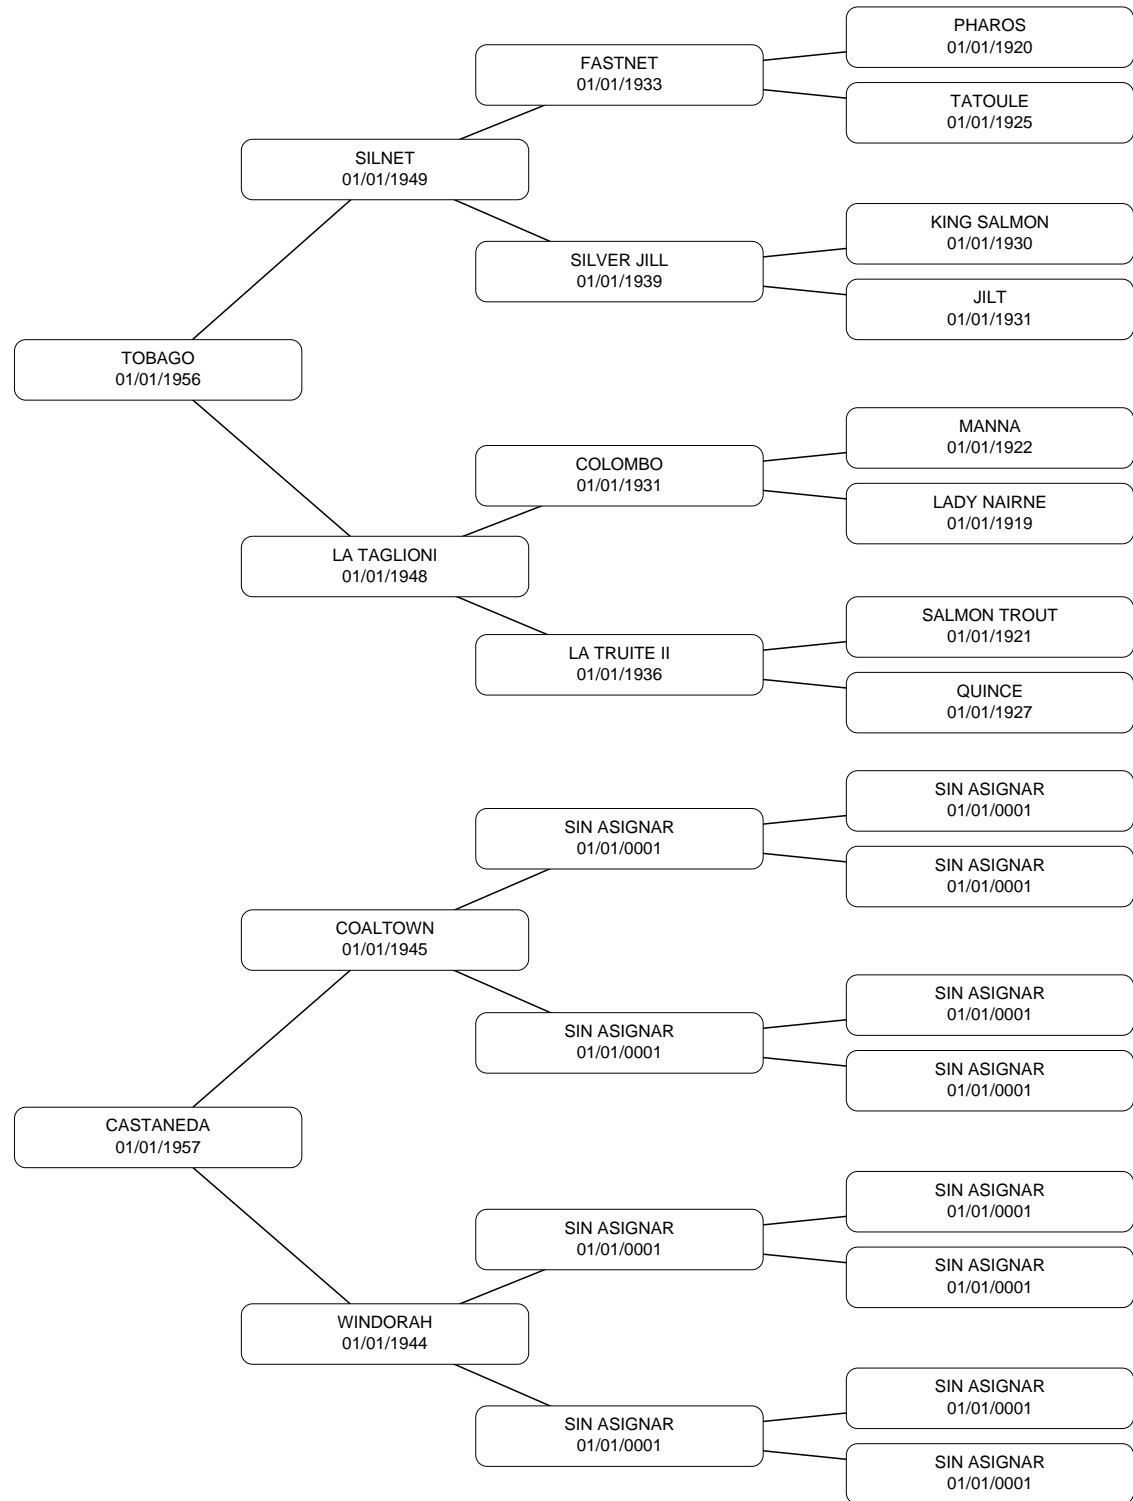 PHAROS
01/01/1920
FASTNET
01/01/1933
TATOULE
01/01/1925
SILNET
01/01/1949
KING SALMON
01/01/1930
SILVER JILL
01/01/1939
JILT
01/01/1931
TOBAGO
01/01/1956
MANNA
01/01/1922
COLOMBO
01/01/1931
LADY NAIRNE
01/01/1919
LA TAGLIONI
01/01/1948
SALMON TROUT
01/01/1921
LA TRUITE II
01/01/1936
QUINCE
01/01/1927
SIN ASIGNAR
01/01/0001
SIN ASIGNAR
01/01/0001
SIN ASIGNAR
01/01/0001
COALTOWN
01/01/1945
SIN ASIGNAR
01/01/0001
SIN ASIGNAR
01/01/0001
SIN ASIGNAR
01/01/0001
CASTANEDA
01/01/1957
SIN ASIGNAR
01/01/0001
SIN ASIGNAR
01/01/0001
SIN ASIGNAR
01/01/0001
WINDORAH
01/01/1944
SIN ASIGNAR
01/01/0001
SIN ASIGNAR
01/01/0001
SIN ASIGNAR
01/01/0001